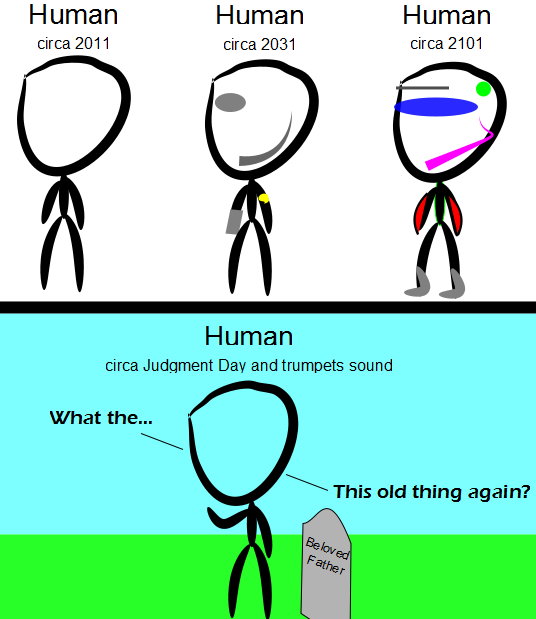 Human
circa 2011
Human
circa 2031
Human
circa 2101
Human
circa Judgment Day and trumpets sound
What the...
This old thing again?
Beloved
Father